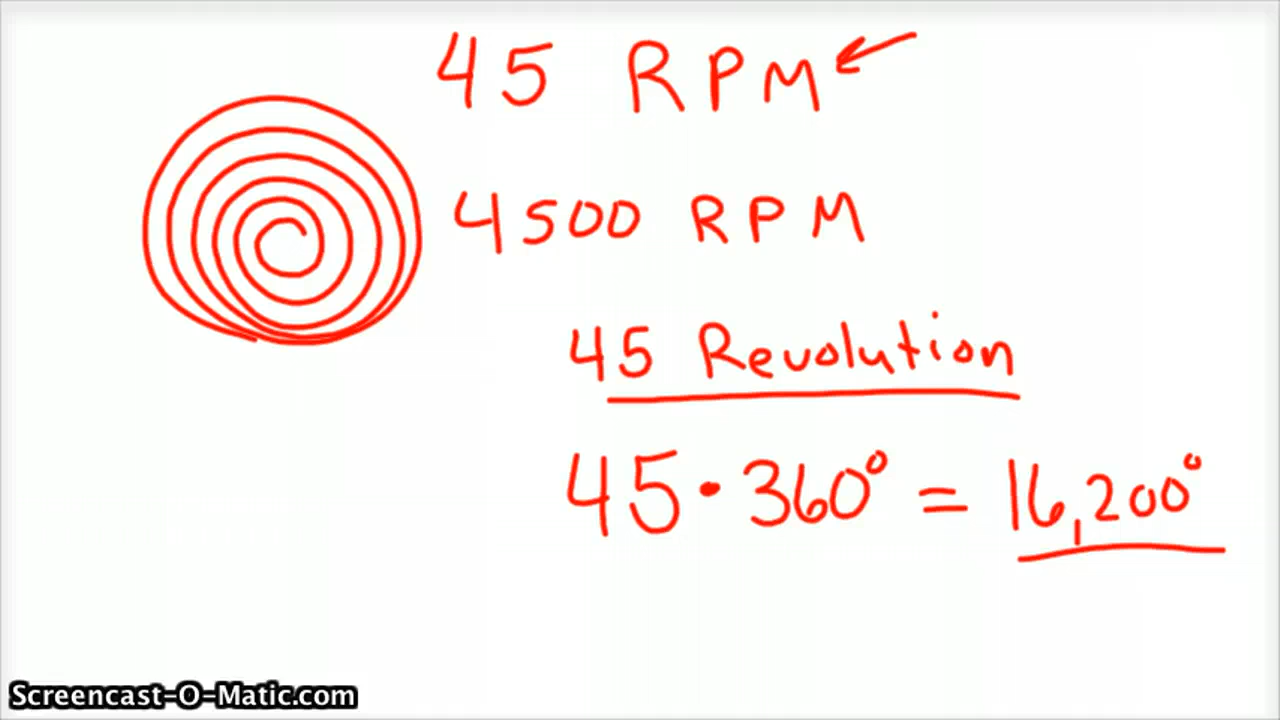 45 RPM
4500 RPM
45 Revolution
45 · 360° = 16,200°
Screencast-O-Matic.com